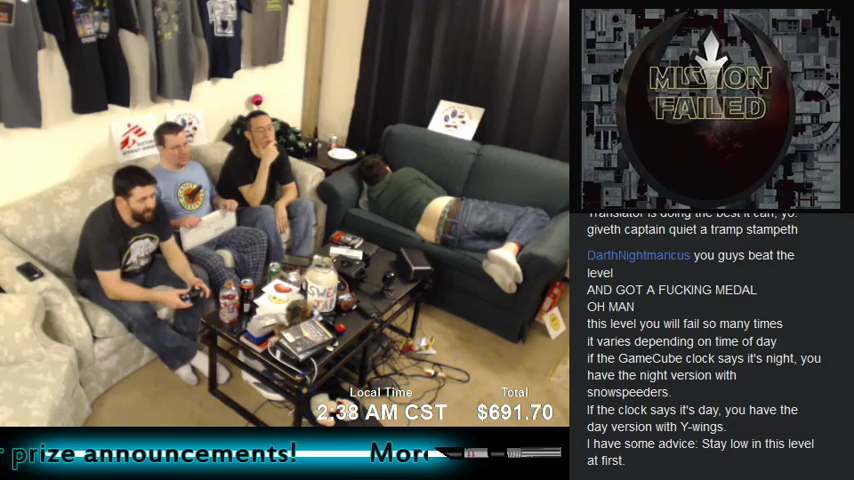 MISSION
FAILED
Translator is doing the best it can, yo.
giveth captain quiet a tramp stampeth
DarthNightmaricus you guys beat the
level
AND GOT A FUCKING MEDAL
OH MAN
this level you will fail so many times
it varies depending on time of day
if the GameCube clock says it's night, you
have the night version with
snowspeeders.
If the clock says it's day, you have the
day version with Y-wings.
I have some advice: Stay low in this level
at first.
Local Time
2:38 AM CST
Total
$691.70
prize announcements!
More